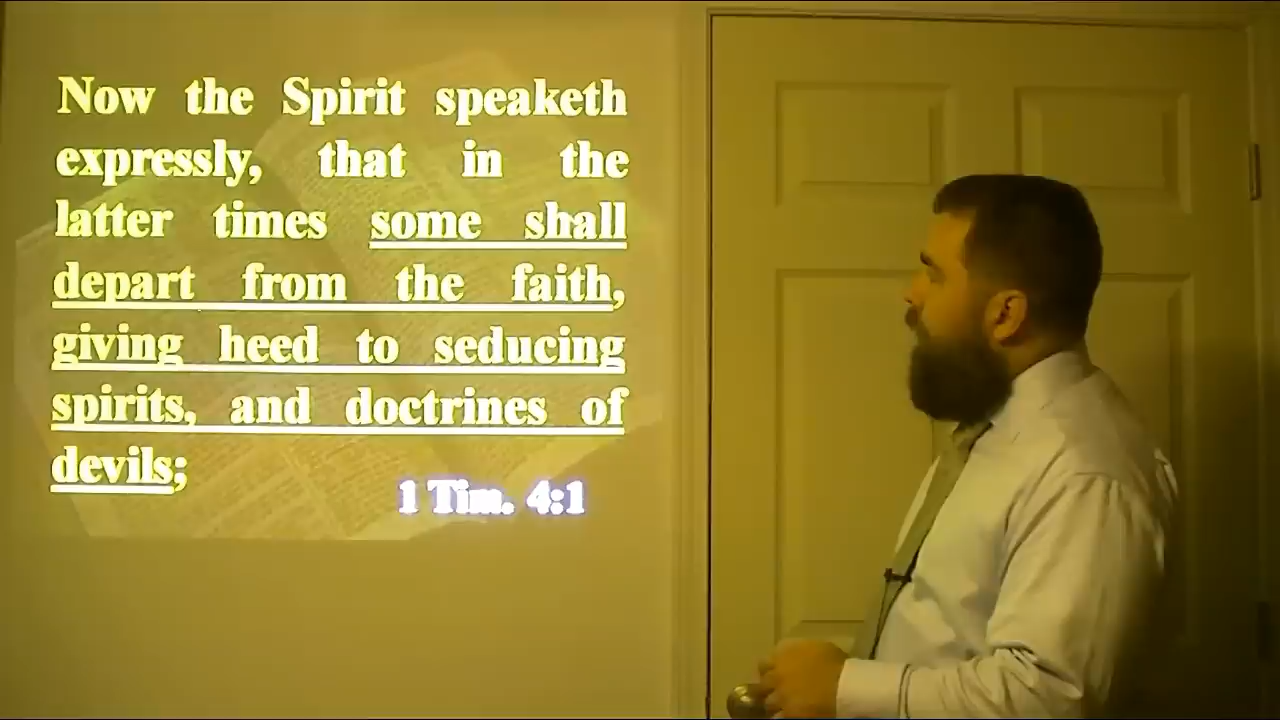 Now the Spirit speaketh
expressly, that in the
latter times some shall
depart from the faith,
giving heed to seducing
spirits, and doctrines of
devils;
1 Tim. 4:1